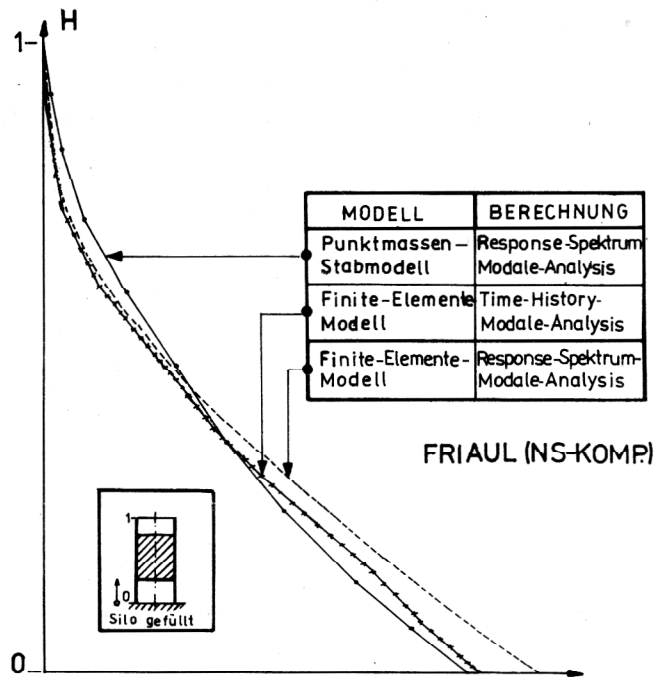 H
1
MODELL BERECHNUNG
Punktmassen- Response-Spektrum
Stabmodell Modale-Analysis
Finite-Elemente Time-History-
Modell Modale-Analysis
Finite-Elemente- Response-Spektrum-
Modell Modale-Analysis
FRIAUL (NS-KOMP.)
1
0
Silo gefüllt
0